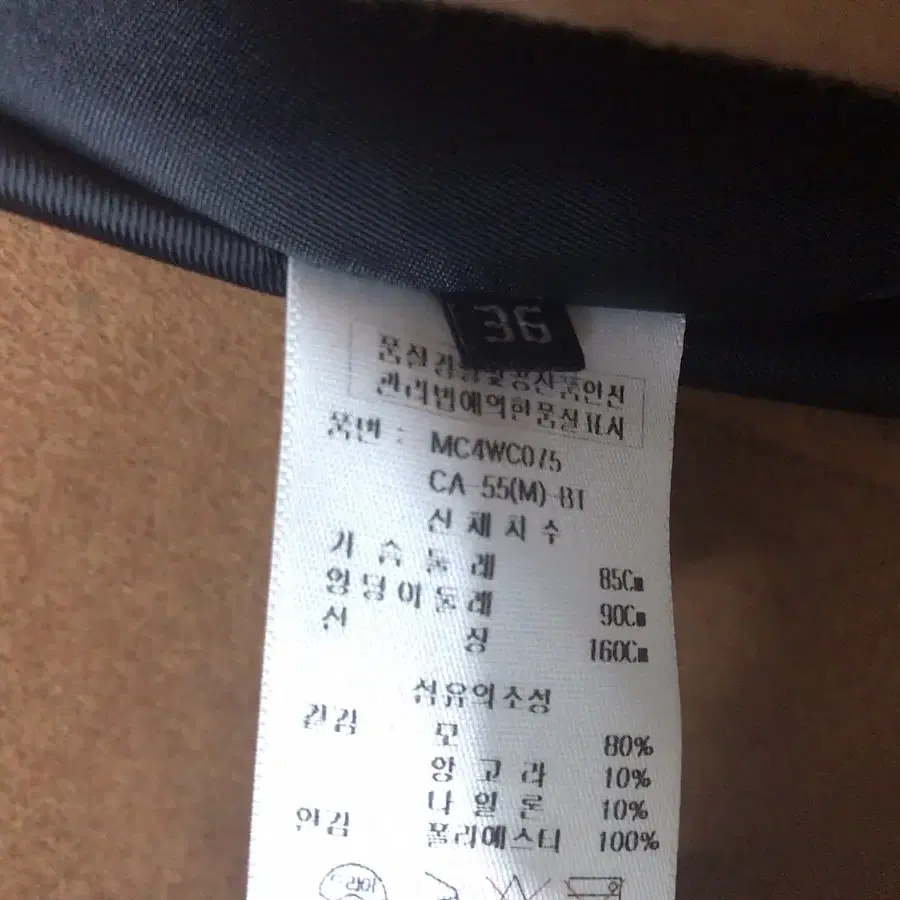 36
품질경영및공산품안전
관리법에의한품질표시
품번 : MC4WC075
CA-55(M)-BT
신체치수
가슴둘레 85Cm
엉덩이둘레 90Cm
신장 160Cm
섬유의조성
겉감 모 80%
앙고라 10%
나일론 10%
안감 폴리에스터 100%
드라이